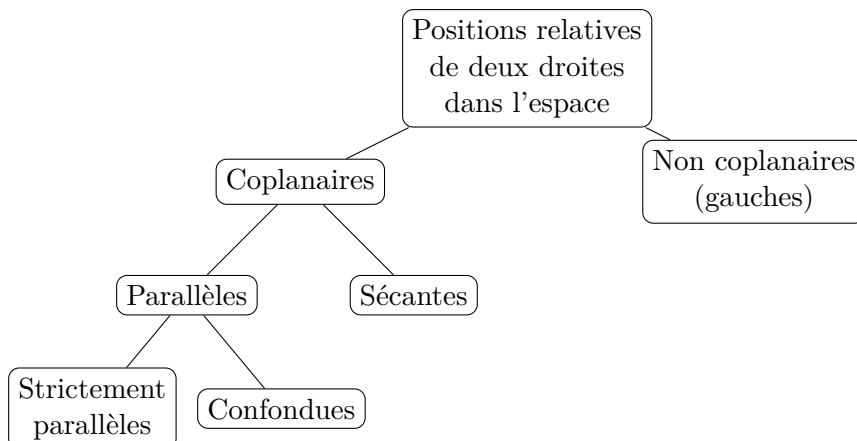 Positions relatives
de deux droites
dans l'espace
Coplanaires
Non coplanaires
(gauches)
Parallèles
Sécantes
Strictement
parallèles
Confondues